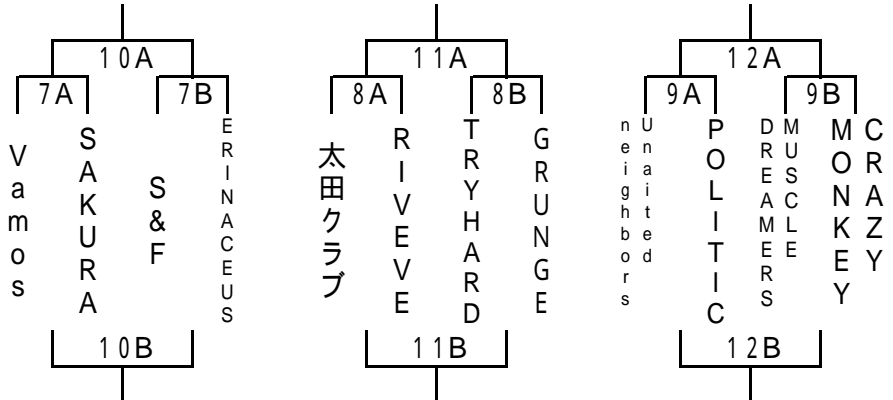 10A
11A
12A
7A
7B
8A
8B
9A
9B
Vamos
SAKURA
S&F
ERINACEUS
太田クラブ
RIVEVE
TRYHARD
GRUNGE
Unaited
neighbors
POLITIC
MUSCLE
DREAMERS
CRAZY
MONKEY
10B
11B
12B